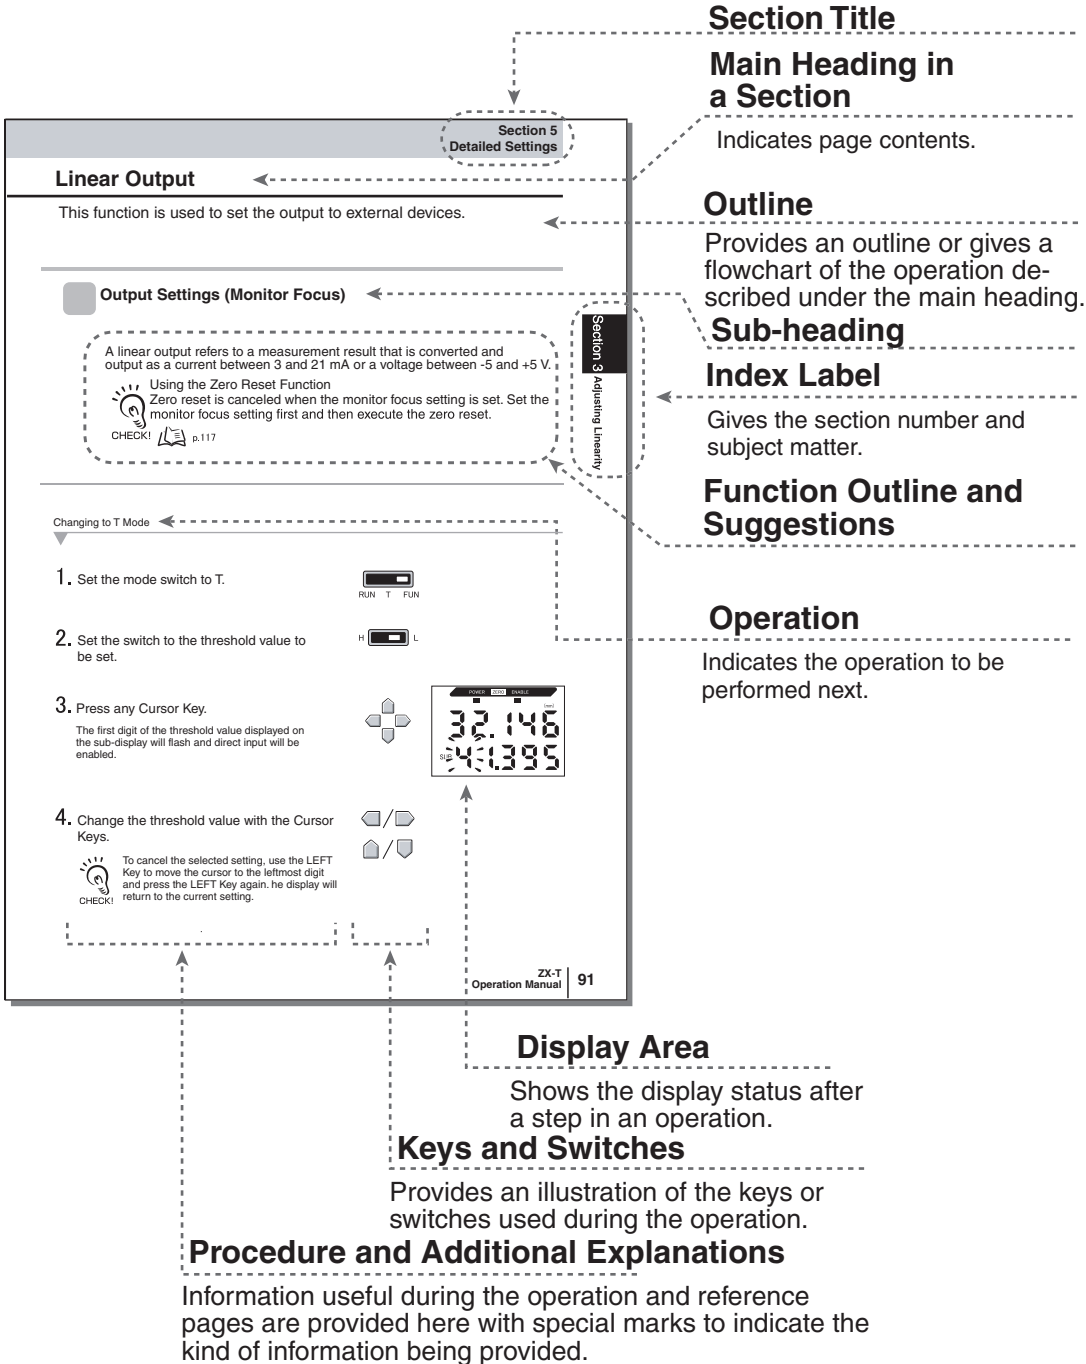 Section Title
Main Heading in
a Section
Indicates page contents.
Section 5
Detailed Settings
Linear Output
This function is used to set the output to external devices.
Outline
Provides an outline or gives a
flowchart of the operation de-
scribed under the main heading.
Output Settings (Monitor Focus)
Sub-heading
A linear output refers to a measurement result that is converted and
output as a current between 3 and 21 mA or a voltage between -5 and +5 V.
Using the Zero Reset Function
Zero reset is canceled when the monitor focus setting is set. Set the
monitor focus setting first and then execute the zero reset.
CHECK! p.117
Section 3 Adjusting Linearity
Index Label
Gives the section number and
subject matter.
Function Outline and
Suggestions
Changing to T Mode
1. Set the mode switch to T.
RUN T FUN
2. Set the switch to the threshold value to
be set.
H L
Operation
Indicates the operation to be
performed next.
3. Press any Cursor Key.
The first digit of the threshold value displayed on
the sub-display will flash and direct input will be
enabled.
POWER ZERO ENABLE
(mm)
32.146
SUB 41.395
4. Change the threshold value with the Cursor
Keys.
/
/
To cancel the selected setting, use the LEFT
Key to move the cursor to the leftmost digit
and press the LEFT Key again. he display will
return to the current setting.
CHECK!
ZX-T
Operation Manual
91
Display Area
Shows the display status after
a step in an operation.
Keys and Switches
Provides an illustration of the keys or
switches used during the operation.
Procedure and Additional Explanations
Information useful during the operation and reference
pages are provided here with special marks to indicate the
kind of information being provided.